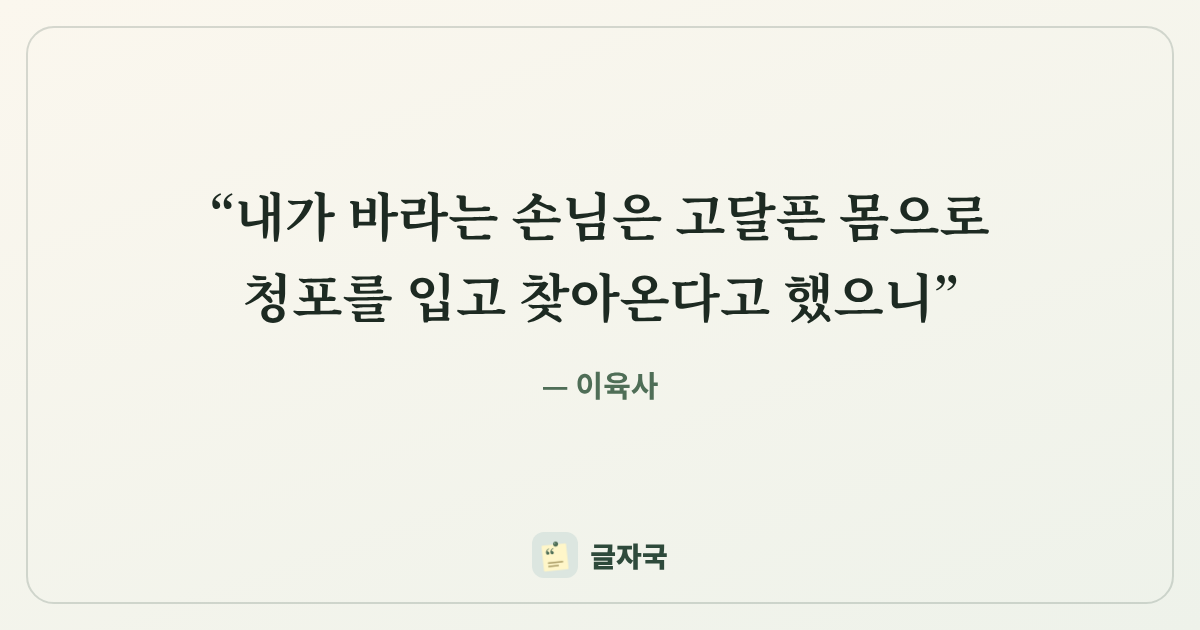 “내가 바라는 손님은 고달픈 몸으로
청포를 입고 찾아온다고 했으니”
— 이육사
글자국